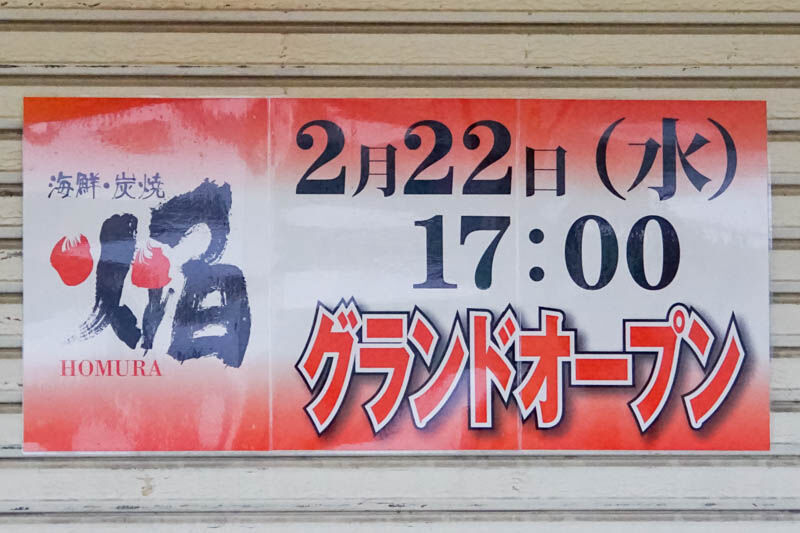 海鮮・炭焼
焔
HOMURA
2月22日（水）
17:00
グランドオープン